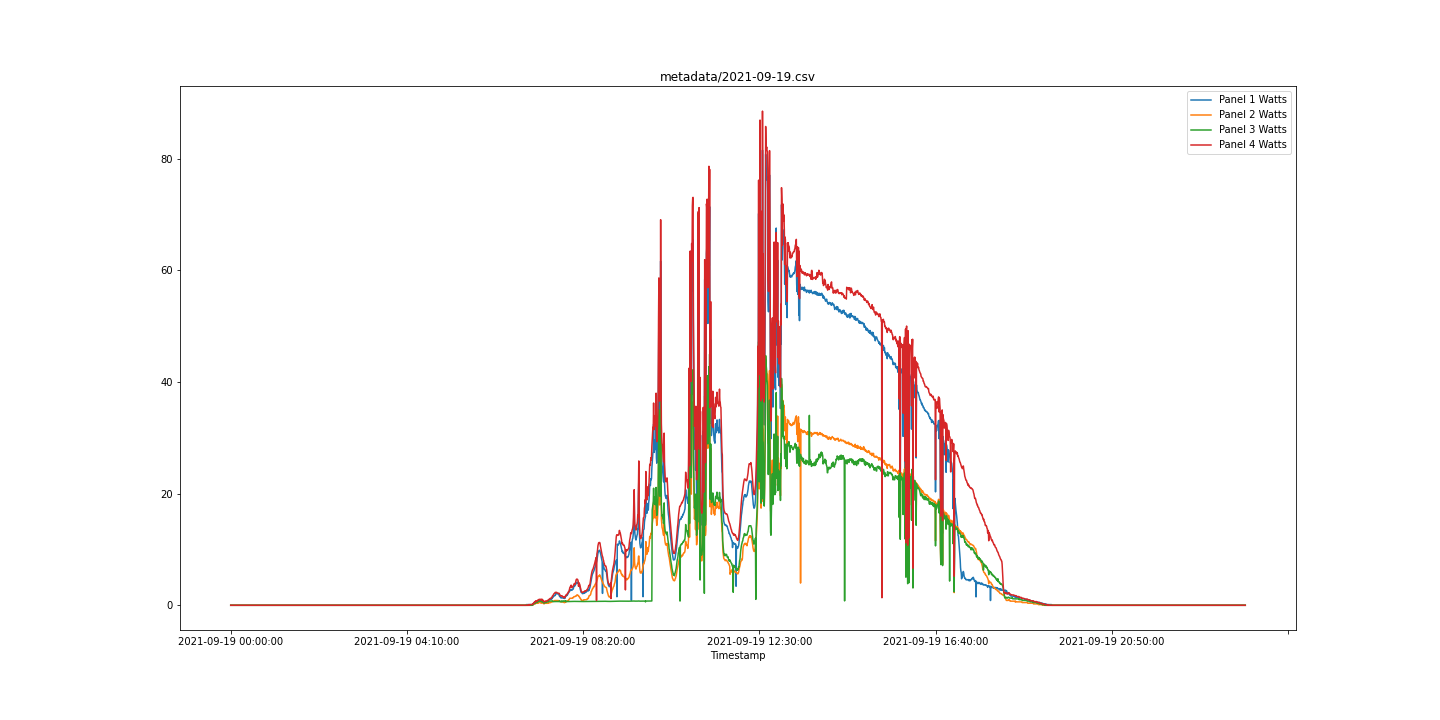 metadata/2021-09-19.csv
Panel 1 Watts
Panel 2 Watts
Panel 3 Watts
Panel 4 Watts
80
60
40
20
0
2021-09-19 00:00:00
2021-09-19 04:10:00
2021-09-19 08:20:00
2021-09-19 12:30:00
2021-09-19 16:40:00
2021-09-19 20:50:00
Timestamp